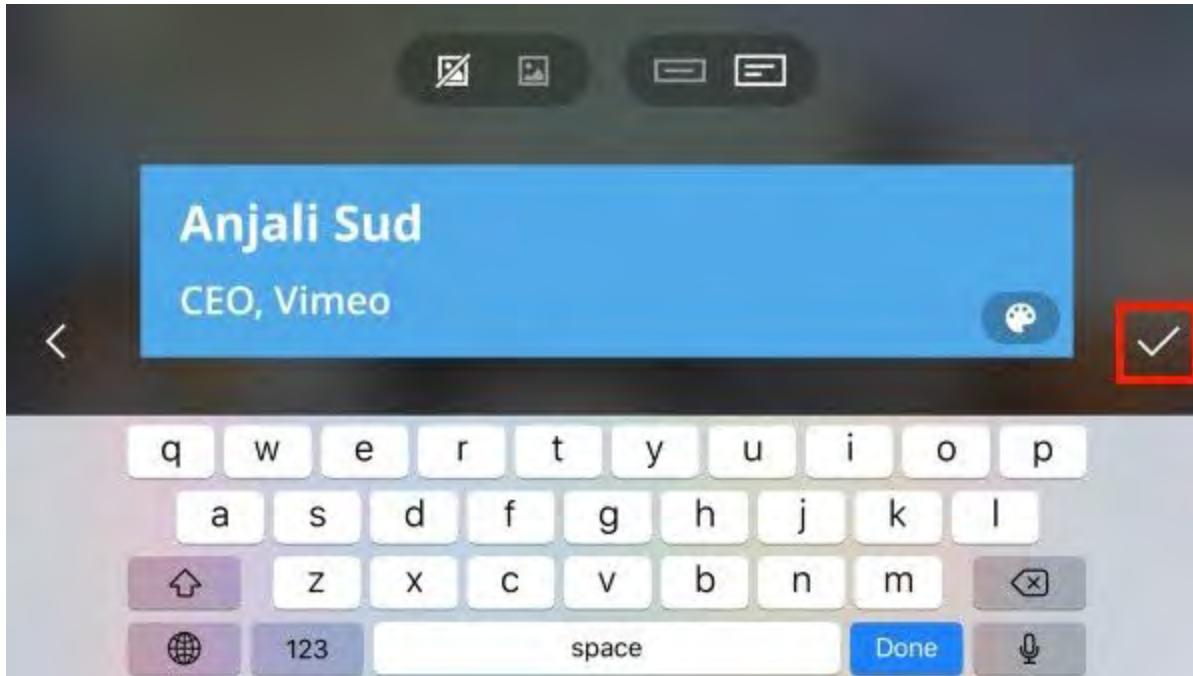 Anjali Sud
CEO, Vimeo
q w e r t y u i o p
a s d f g h j k l
z x c v b n m
123 space Done